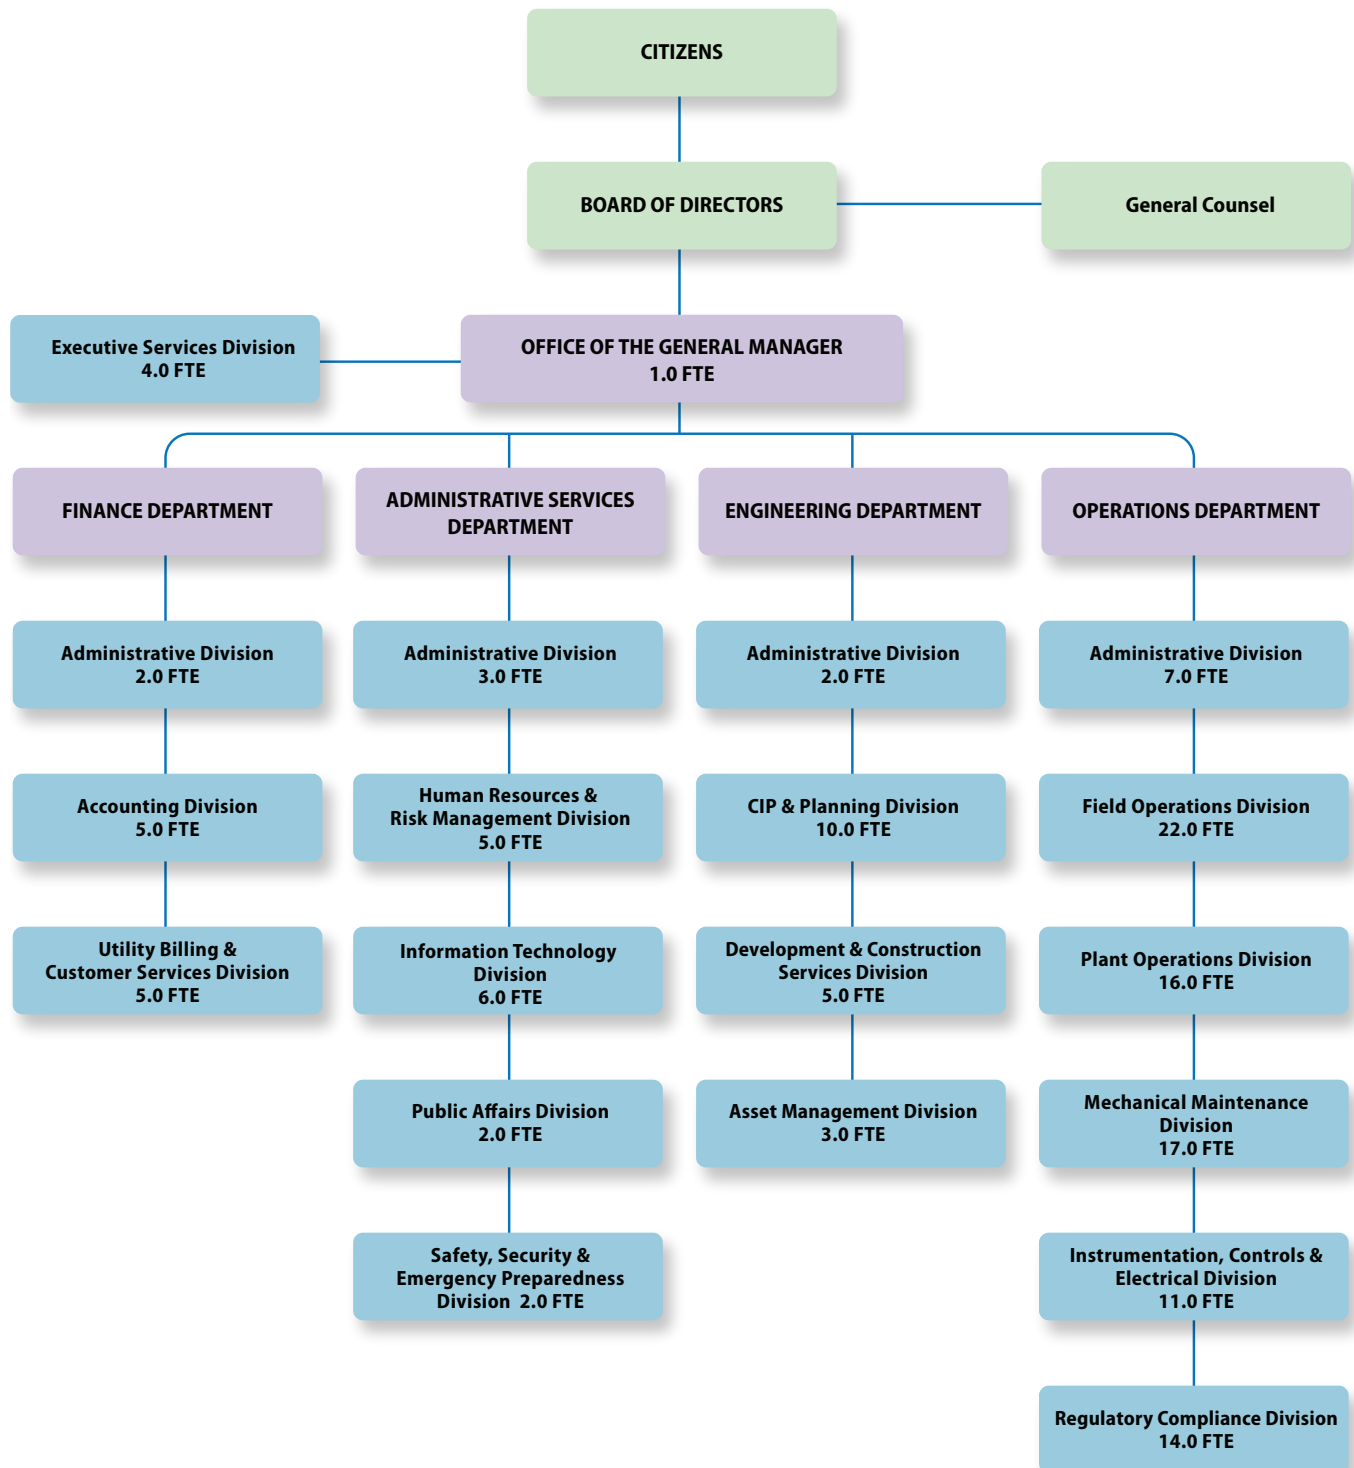 CITIZENS
BOARD OF DIRECTORS
General Counsel
Executive Services Division
4.0 FTE
OFFICE OF THE GENERAL MANAGER
1.0 FTE
FINANCE DEPARTMENT
ADMINISTRATIVE SERVICES
DEPARTMENT
ENGINEERING DEPARTMENT
OPERATIONS DEPARTMENT
Administrative Division
2.0 FTE
Administrative Division
3.0 FTE
Administrative Division
2.0 FTE
Administrative Division
7.0 FTE
Accounting Division
5.0 FTE
Human Resources &
Risk Management Division
5.0 FTE
CIP & Planning Division
10.0 FTE
Field Operations Division
22.0 FTE
Utility Billing &
Customer Services Division
5.0 FTE
Information Technology
Division
6.0 FTE
Development & Construction
Services Division
5.0 FTE
Plant Operations Division
16.0 FTE
Public Affairs Division
2.0 FTE
Asset Management Division
3.0 FTE
Mechanical Maintenance
Division
17.0 FTE
Safety, Security &
Emergency Preparedness
Division 2.0 FTE
Instrumentation, Controls &
Electrical Division
11.0 FTE
Regulatory Compliance Division
14.0 FTE